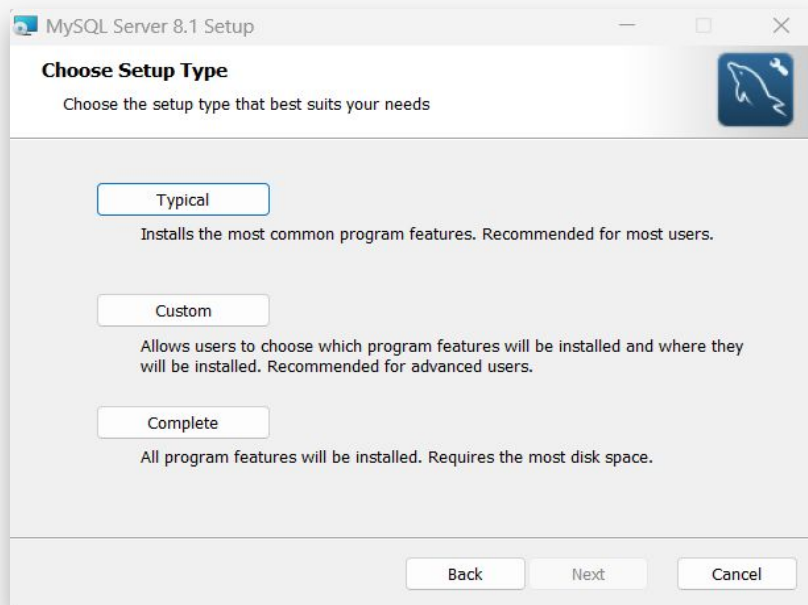 MySQL Server 8.1 Setup
Choose Setup Type
Choose the setup type that best suits your needs
Typical
Installs the most common program features. Recommended for most users.
Custom
Allows users to choose which program features will be installed and where they
will be installed. Recommended for advanced users.
Complete
All program features will be installed. Requires the most disk space.
Back Next Cancel